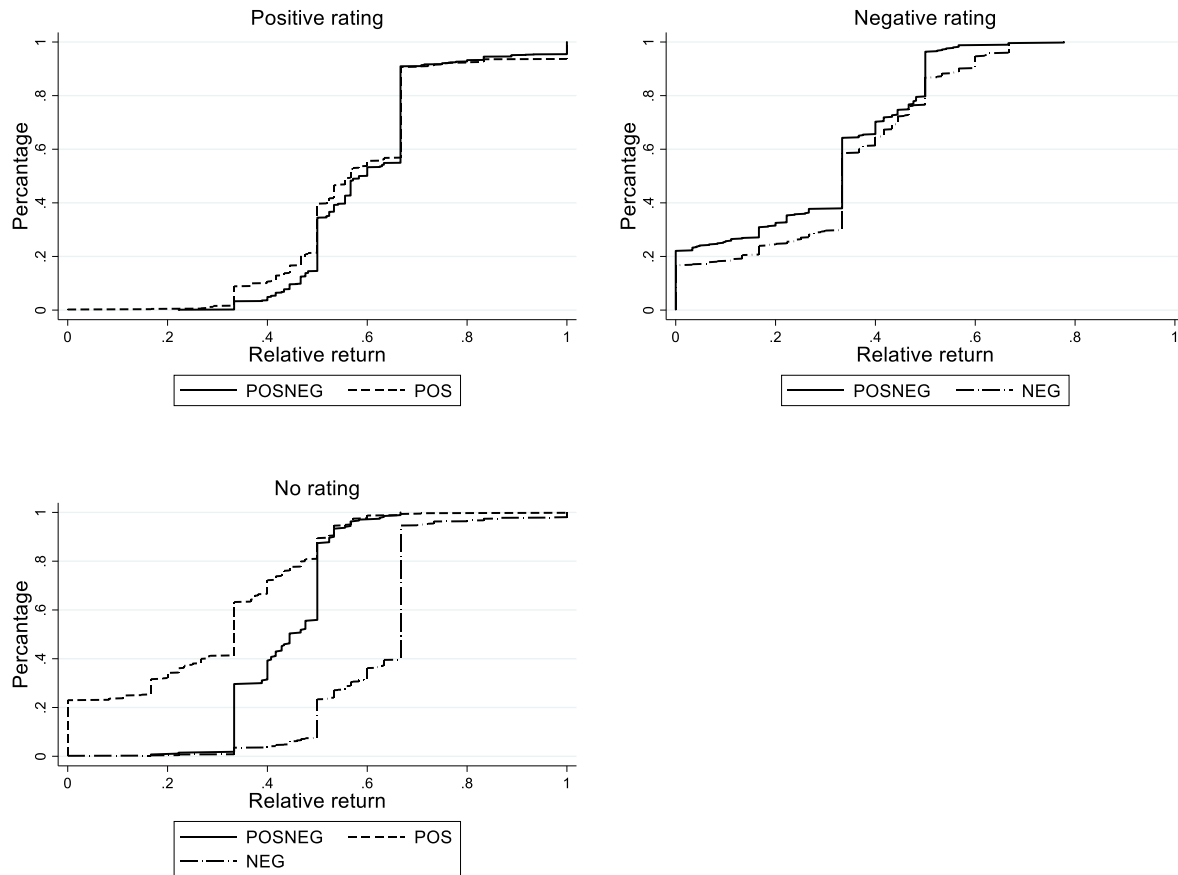 Positive rating
Percantage
0 .2 .4 .6 .8 1
0 .2 .4 .6 .8 1
Relative return
POSNEG POS
Negative rating
Percantage
0 .2 .4 .6 .8 1
0 .2 .4 .6 .8 1
Relative return
POSNEG NEG
No rating
Percantage
0 .2 .4 .6 .8 1
0 .2 .4 .6 .8 1
Relative return
POSNEG POS
NEG